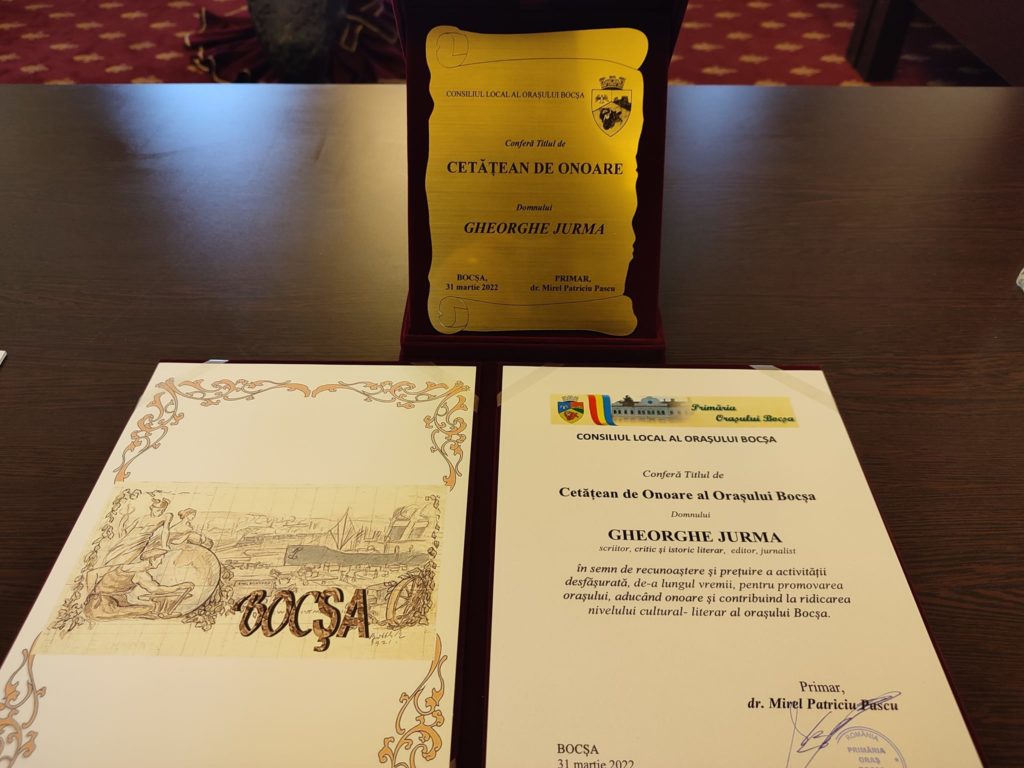 CONSILIUL LOCAL AL ORAȘULUI BOCȘA
Conferă Titlul de
CETĂȚEAN DE ONOARE
Domnului
GHEORGHE JURMA
BOCȘA,
31 martie 2022
PRIMAR,
dr. Mirel Patriciu Pascu
BOCȘA
Primăria
Orașului Bocșa
CONSILIUL LOCAL AL ORAȘULUI BOCȘA
Conferă Titlul de
Cetățean de Onoare al Orașului Bocșa
Domnului
GHEORGHE JURMA
scriitor, critic și istoric literar, editor, jurnalist
în semn de recunoaștere și prețuire a activității
desfășurată, de-a lungul vremii, pentru promovarea
orașului, aducând onoare și contribuind la ridicarea
nivelului cultural- literar al orașului Bocșa.
Primar,
dr. Mirel Patriciu Pascu
ROMÂNIA
PRIMĂRIA
ORAȘ
BOCȘA
31 martie 2022